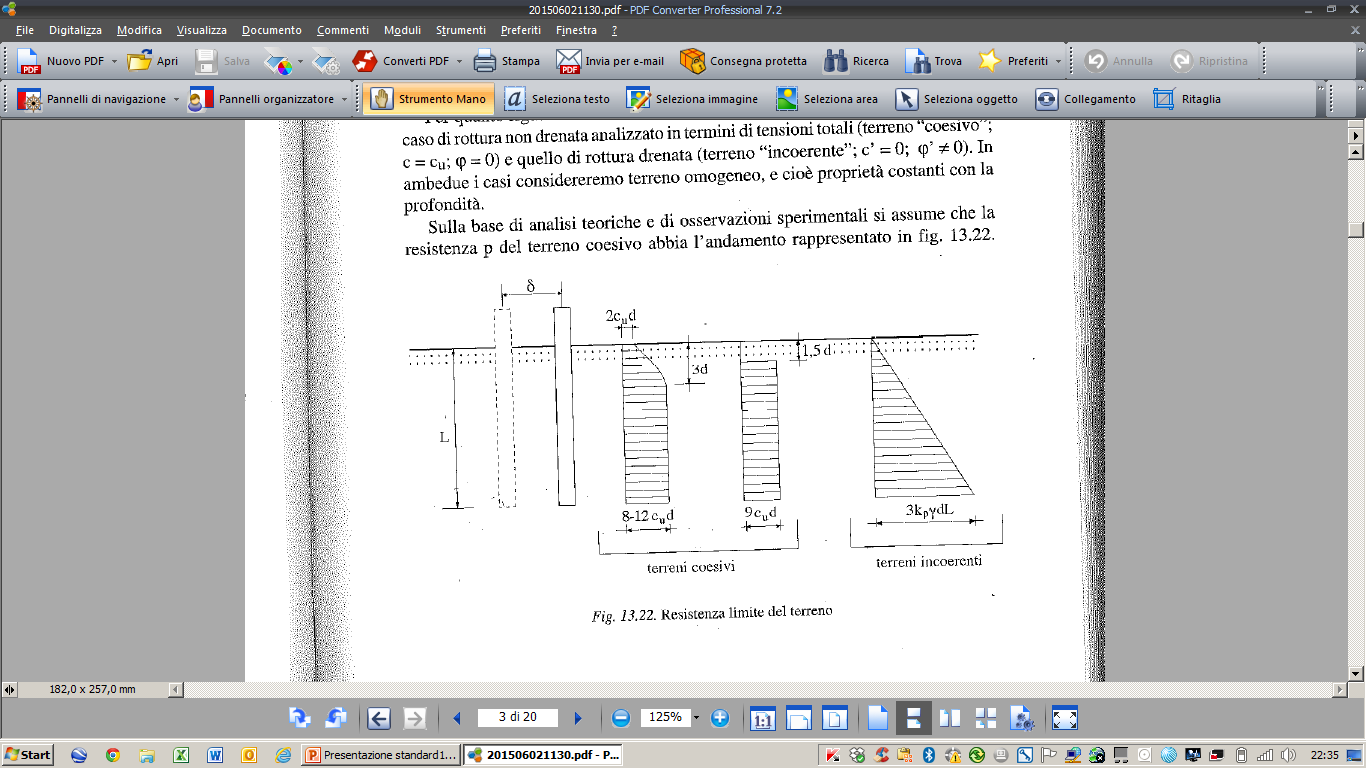 201506021130.pdf - PDF Converter Professional 7.2
File Digitalizza Modifica Visualizza Documento Commenti Moduli Strumenti Preferiti Finestra ?
Nuovo PDF Apri Salva Converti PDF Stampa Invia per e-mail Consegna protetta Ricerca Trova Preferiti Annulla Ripristina
Pannelli di navigazione Pannelli organizzatore Strumento Mano Seleziona testo Seleziona immagine Seleziona area Seleziona oggetto Collegamento Ritaglia
caso di rottura non drenata analizzato in termini di tensioni totali (terreno “coesivo”;
c = cu; φ = 0) e quello di rottura drenata (terreno “incoerente”; c’ = 0; φ’ ≠ 0). In
ambedue i casi considereremo terreno omogeneo, e cioè proprietà costanti con la
profondità.
Sulla base di analisi teoriche e di osservazioni sperimentali si assume che la
resistenza p del terreno coesivo abbia l’andamento rappresentato in fig. 13.22.
δ
2cud
1,5 d
3d
L
8-12 cud
9cud
3kpγdL
terreni coesivi
terreni incoerenti
Fig. 13.22. Resistenza limite del terreno
182,0 x 257,0 mm
3 di 20
125%
1:1
Start
Presentazione standard1...
201506021130.pdf - P...
22:35